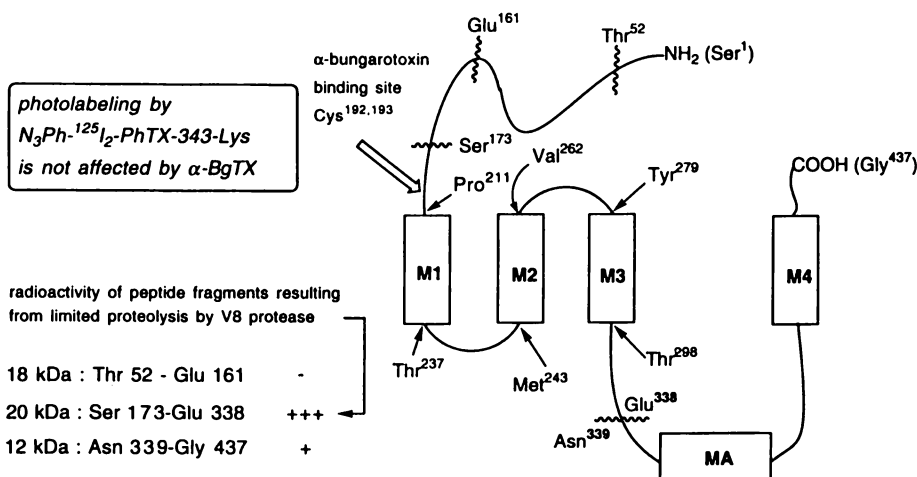 photolabeling by
N₃Ph-¹²⁵I₂-PhTX-343-Lys
is not affected by α-BgTX
α-bungarotoxin
binding site
Cys¹⁹²,¹⁹³
Glu¹⁶¹
Thr⁵²
NH₂ (Ser¹)
Ser¹⁷³
Pro²¹¹
Val²⁶²
Tyr²⁷⁹
COOH (Gly⁴³⁷)
M1
M2
M3
M4
Thr²³⁷
Met²⁴³
Thr²⁹⁸
Glu³³⁸
Asn³³⁹
MA
radioactivity of peptide fragments resulting
from limited proteolysis by V8 protease
18 kDa : Thr 52 - Glu 161 -
20 kDa : Ser 173-Glu 338 +++
12 kDa : Asn 339-Gly 437 +